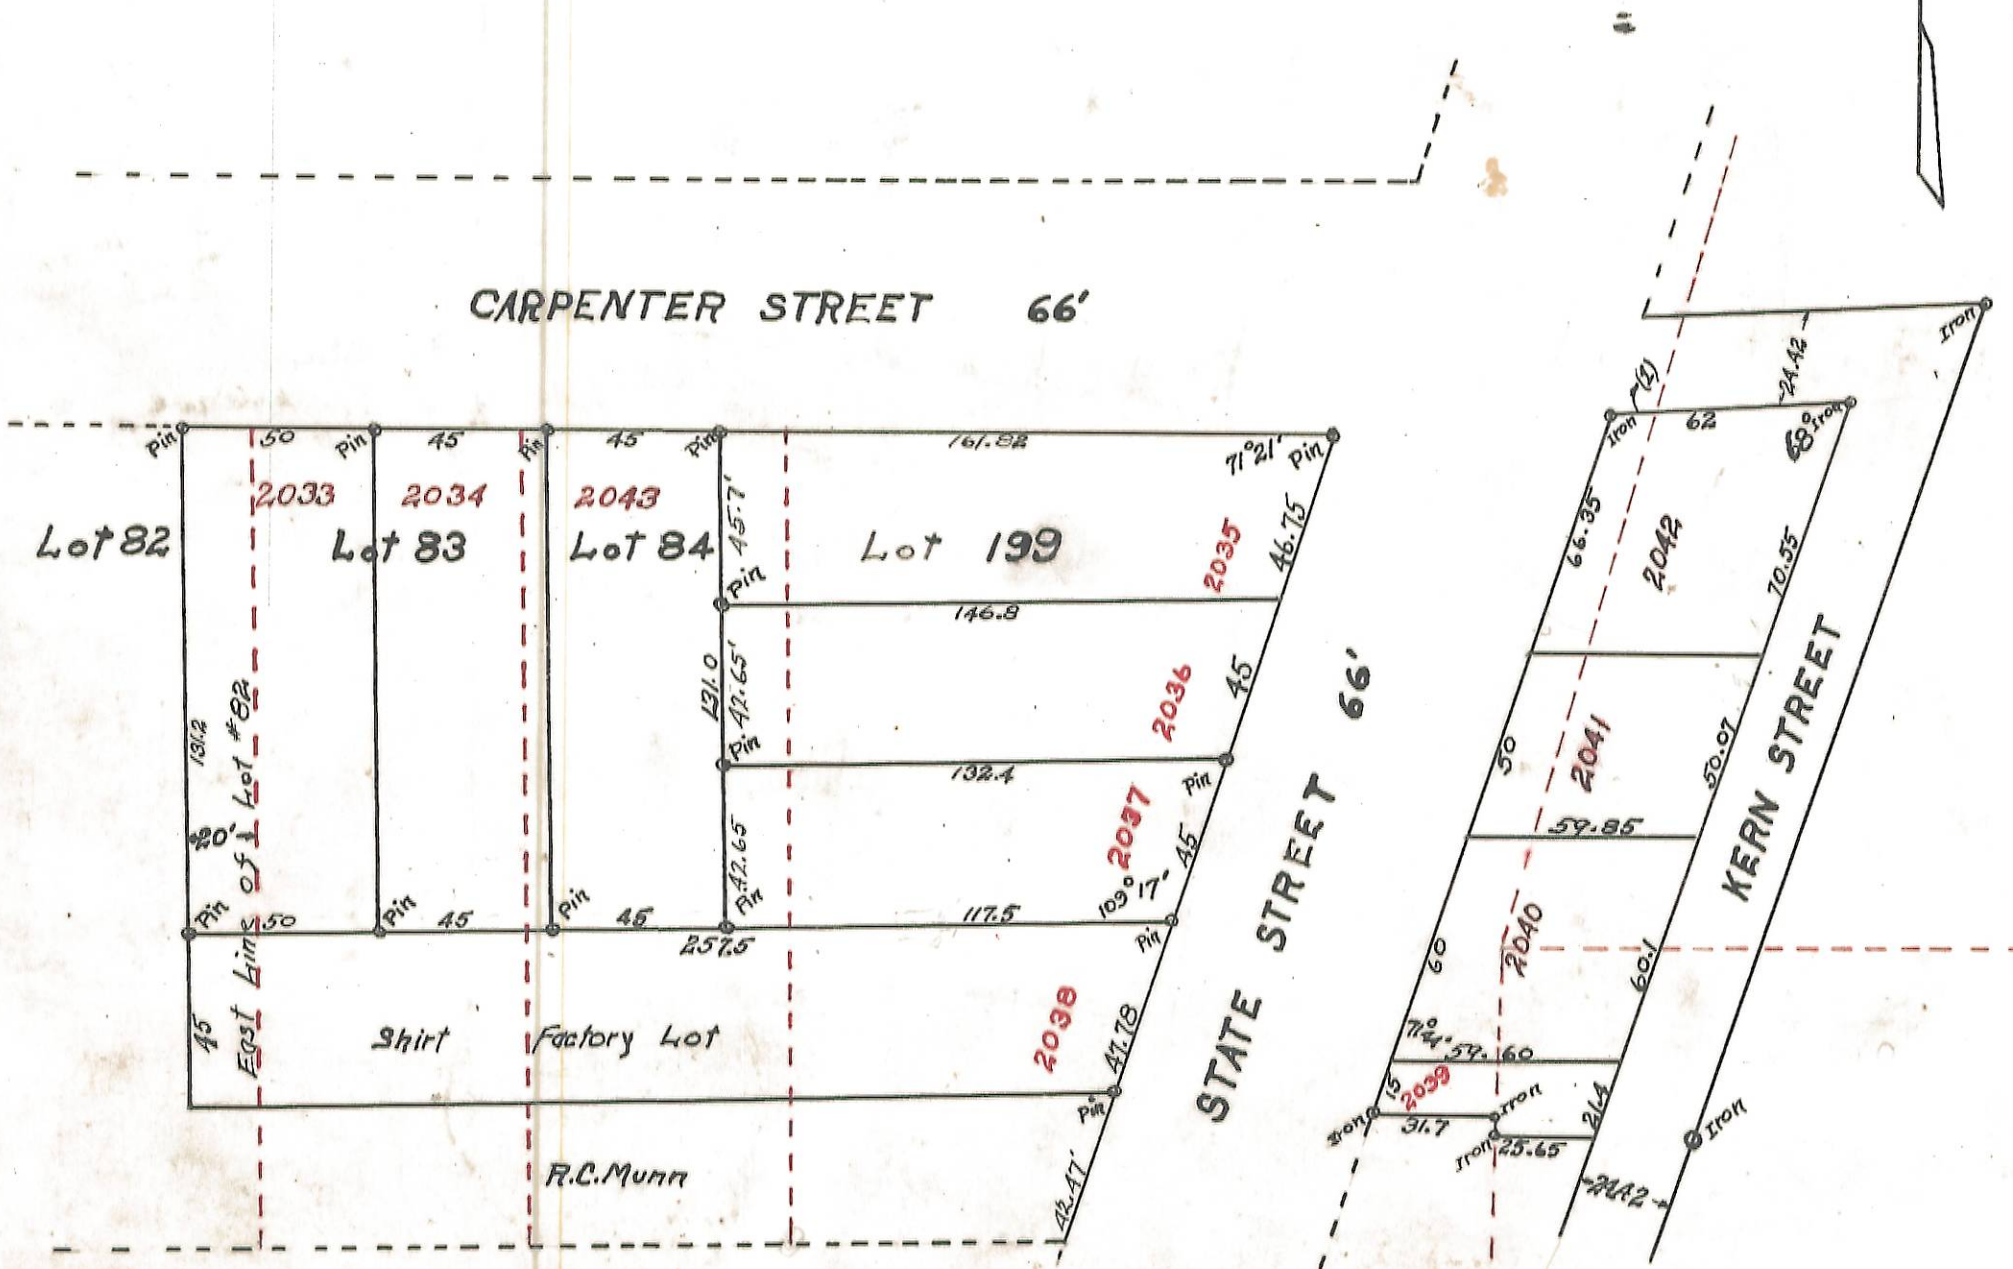 CARPENTER STREET 66'
Iron
24.42
(2)
Iron
62
68° Iron
Pin
50
Pin
45
Pin
45
Pin
161.82
71°21'
Pin
2033
2034
2043
45.7'
2035
46.75
66.35
2042
70.55
Lot 82
Lot 83
Lot 84
Lot 199
Pin
146.8
131.2
131.0
42.65'
2036
45
66'
Pin
132.4
Pin
50
2041
50.07
KERN STREET
20'
East Line of Lot #82
42.65
2037
45
59.85
STATE STREET
Pin
50
Pin
45
Pin
45
Pin
117.5
109°17'
Pin
257.5
60
2040
60.1
45
Shirt Factory Lot
2038
47.78
59.60
15
2039
Iron
21.4
Pin
Iron
31.7
Iron
25.65
Iron
R.C.Munn
42.47'